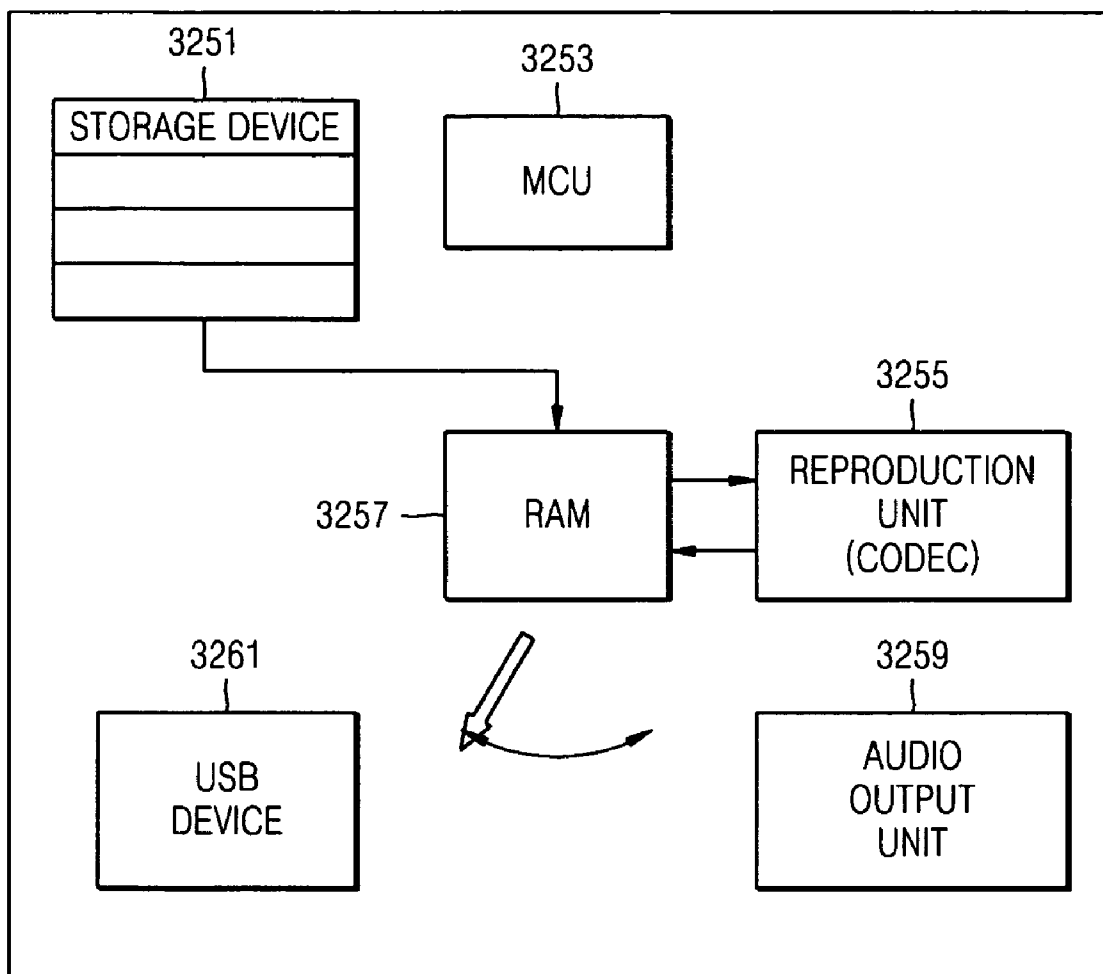 3251
STORAGE DEVICE
3253
MCU
3255
REPRODUCTION
UNIT
(CODEC)
3257
RAM
3261
USB
DEVICE
3259
AUDIO
OUTPUT
UNIT